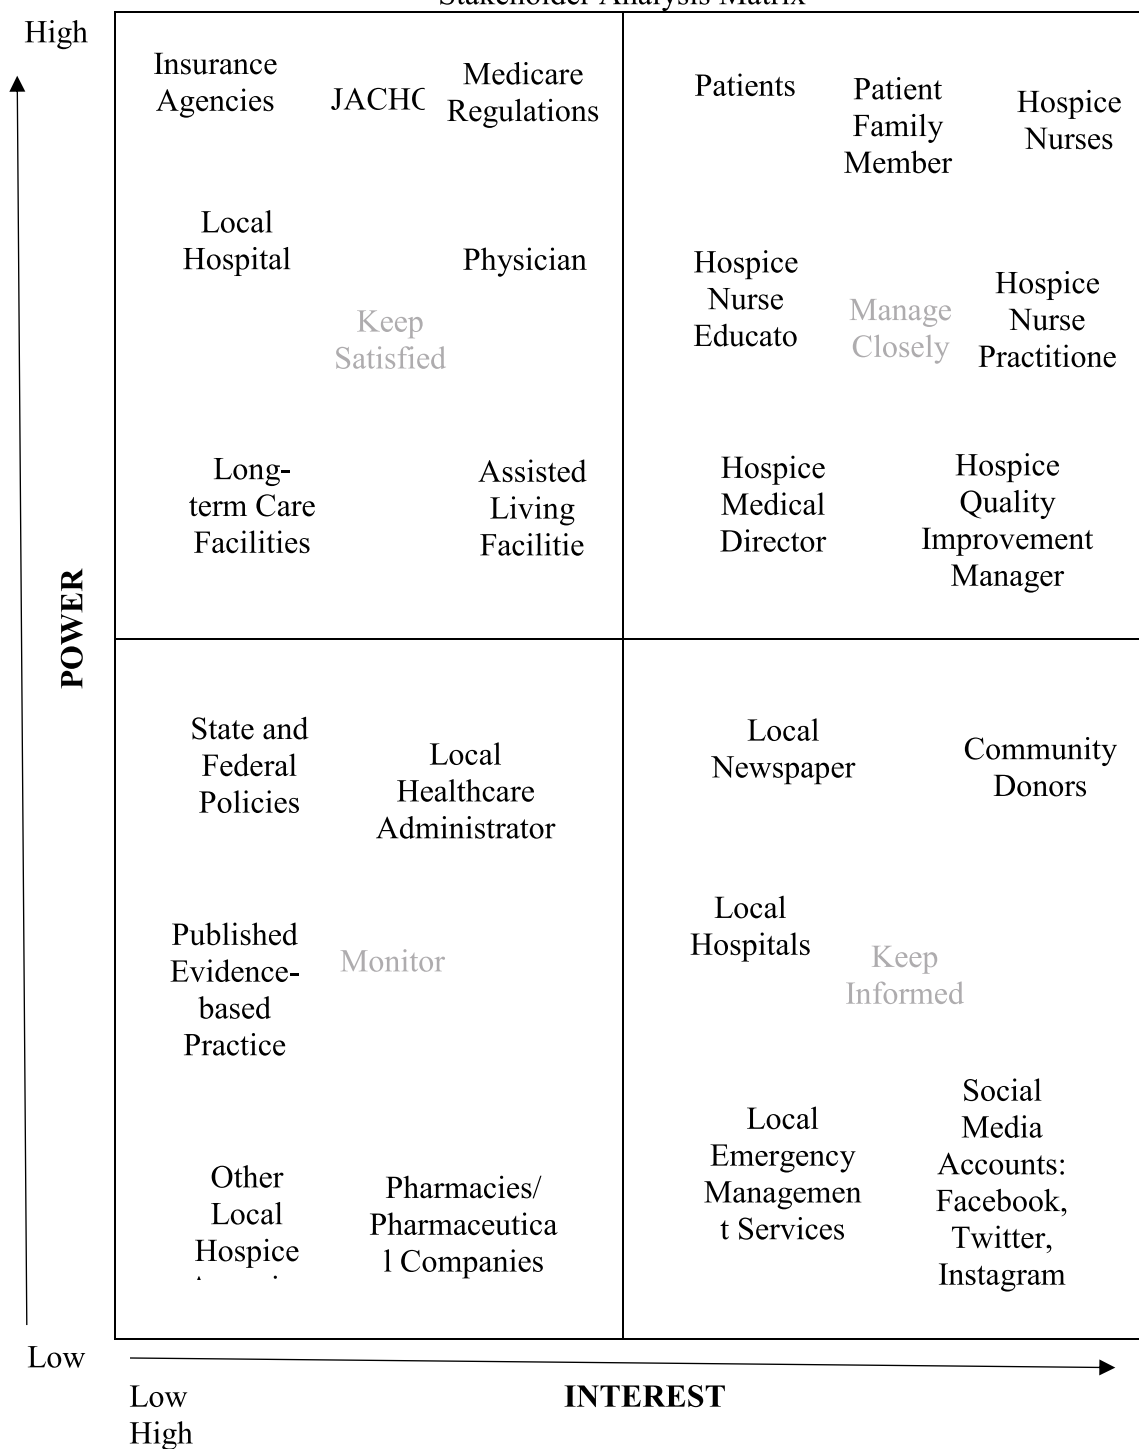 Stakeholder Analysis Matrix
High
Insurance
Agencies
JACHC
Medicare
Regulations
Patients
Patient
Family
Member
Hospice
Nurses
Local
Hospital
Physician
Keep
Satisfied
Hospice
Nurse
Educato
Manage
Closely
Hospice
Nurse
Practitione
Long-
term Care
Facilities
Assisted
Living
Facilitie
Hospice
Medical
Director
Hospice
Quality
Improvement
Manager
POWER
State and
Federal
Policies
Local
Healthcare
Administrator
Local
Newspaper
Community
Donors
Published
Evidence-
based
Practice
Monitor
Local
Hospitals
Keep
Informed
Other
Local
Hospice
Pharmacies/
Pharmaceutica
l Companies
Local
Emergency
Managemen
t Services
Social
Media
Accounts:
Facebook,
Twitter,
Instagram
Low
Low
High
INTEREST